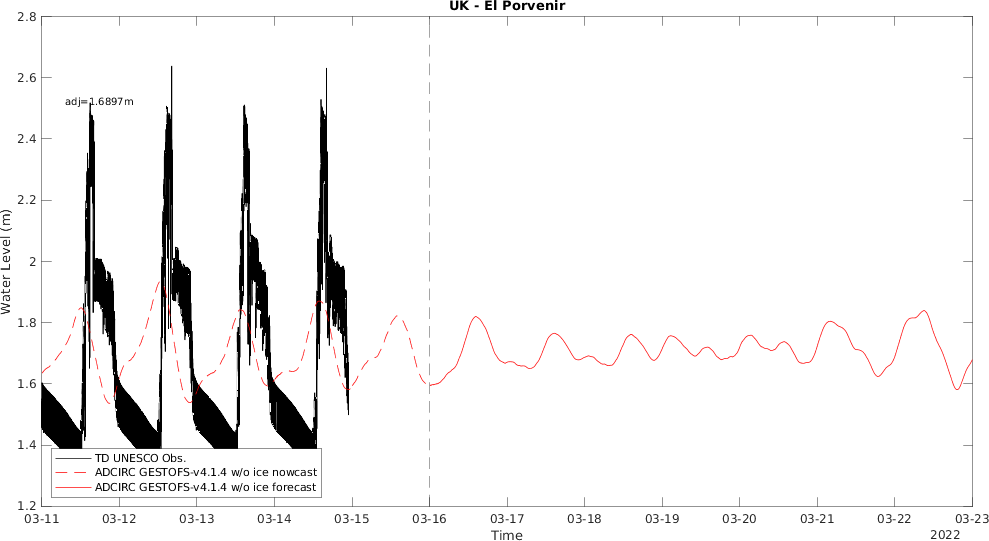 UK - El Porvenir
2.8
2.6
adj=1.6897m
2.4
2.2
2
1.8
1.6
1.4
1.2
Water Level (m)
TD UNESCO Obs.
ADCIRC GESTOFS-v4.1.4 w/o ice nowcast
ADCIRC GESTOFS-v4.1.4 w/o ice forecast
03-11 03-12 03-13 03-14 03-15 03-16 03-17 03-18 03-19 03-20 03-21 03-22 03-23
Time
2022